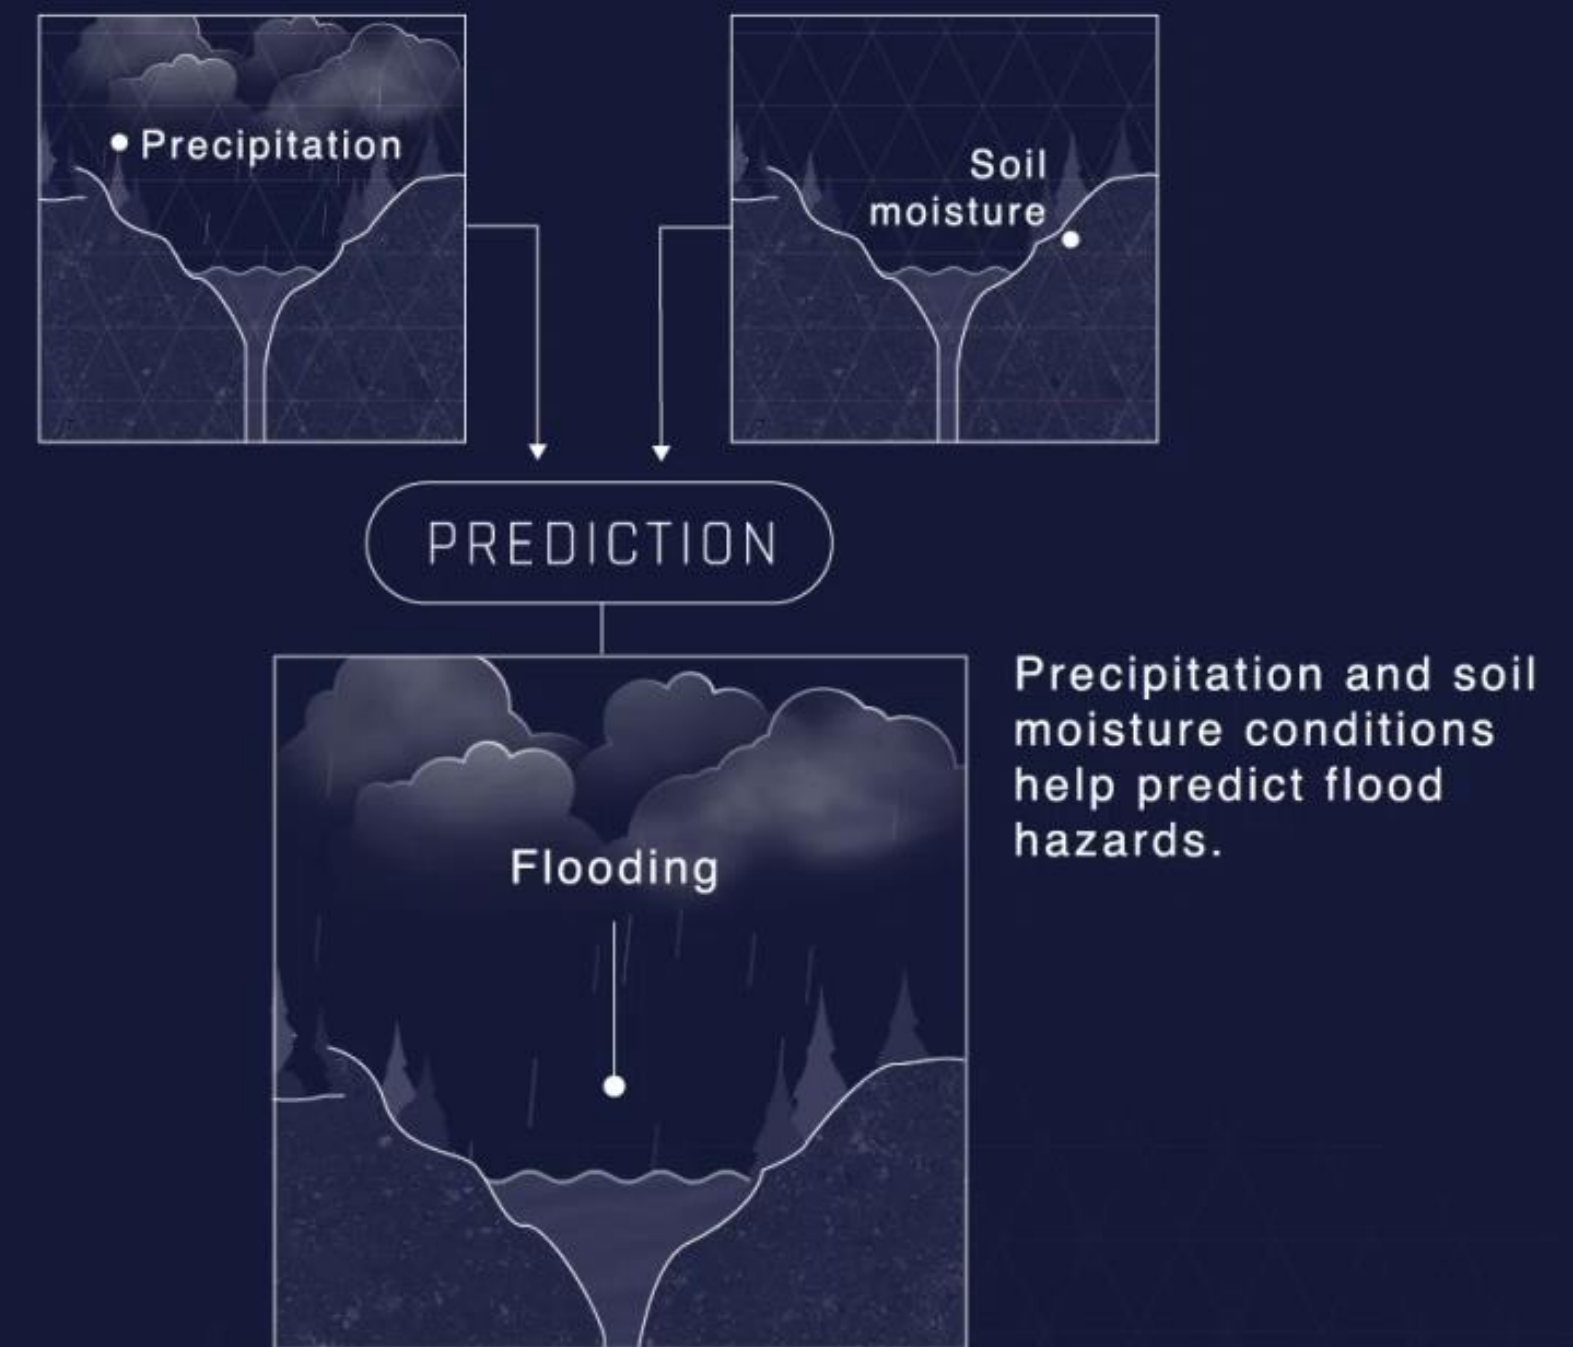 Precipitation
Soil
moisture
PREDICTION
Flooding
Precipitation and soil
moisture conditions
help predict flood
hazards.